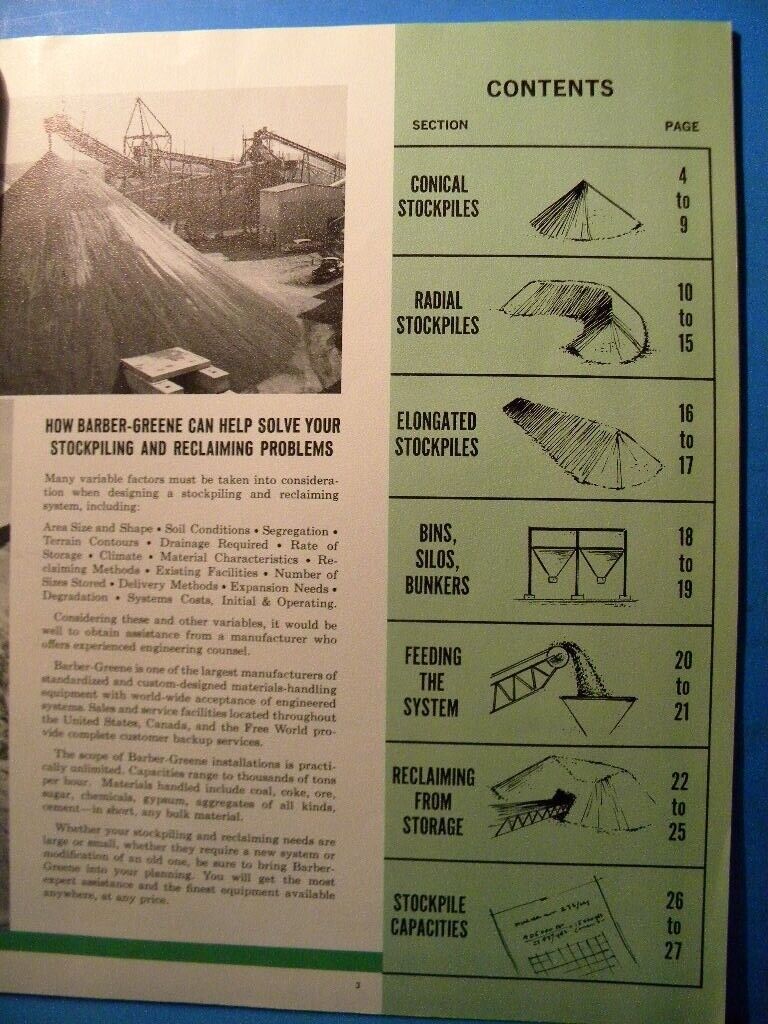 HOW BARBER-GREENE CAN HELP SOLVE YOUR
STOCKPILING AND RECLAIMING PROBLEMS
Many variable factors must be taken into considera-
tion when designing a stockpiling and reclaiming
system, including:
Area Size and Shape • Soil Conditions • Segregation •
Terrain Contours • Drainage Required • Rate of
Storage • Climate • Material Characteristics • Re-
claiming Methods • Existing Facilities • Number of
Sizes Stored • Delivery Methods • Expansion Needs •
Degradation • Systems Costs, Initial & Operating.
Considering these and other variables, it would be
well to obtain assistance from a manufacturer who
offers experienced engineering counsel.
Barber-Greene is one of the largest manufacturers of
standardized and custom-designed materials-handling
equipment with world-wide acceptance of engineered
systems. Sales and service facilities located throughout
the United States, Canada, and the Free World pro-
vide complete customer backup services.
The scope of Barber-Greene installations is practi-
cally unlimited. Capacities range to thousands of tons
per hour. Materials handled include coal, coke, ore,
sugar, chemicals, gypsum, aggregates of all kinds,
cement—in short, any bulk material.
Whether your stockpiling and reclaiming needs are
large or small, whether they require a new system or
modification of an old one, be sure to bring Barber-
Greene into your planning. You will get the most
expert assistance and the finest equipment available
anywhere, at any price.
3
CONTENTS
SECTION PAGE
CONICAL
STOCKPILES
4
to
9
RADIAL
STOCKPILES
10
to
15
ELONGATED
STOCKPILES
16
to
17
BINS,
SILOS,
BUNKERS
18
to
19
FEEDING
THE
SYSTEM
20
to
21
RECLAIMING
FROM
STORAGE
22
to
25
STOCKPILE
CAPACITIES
26
to
27